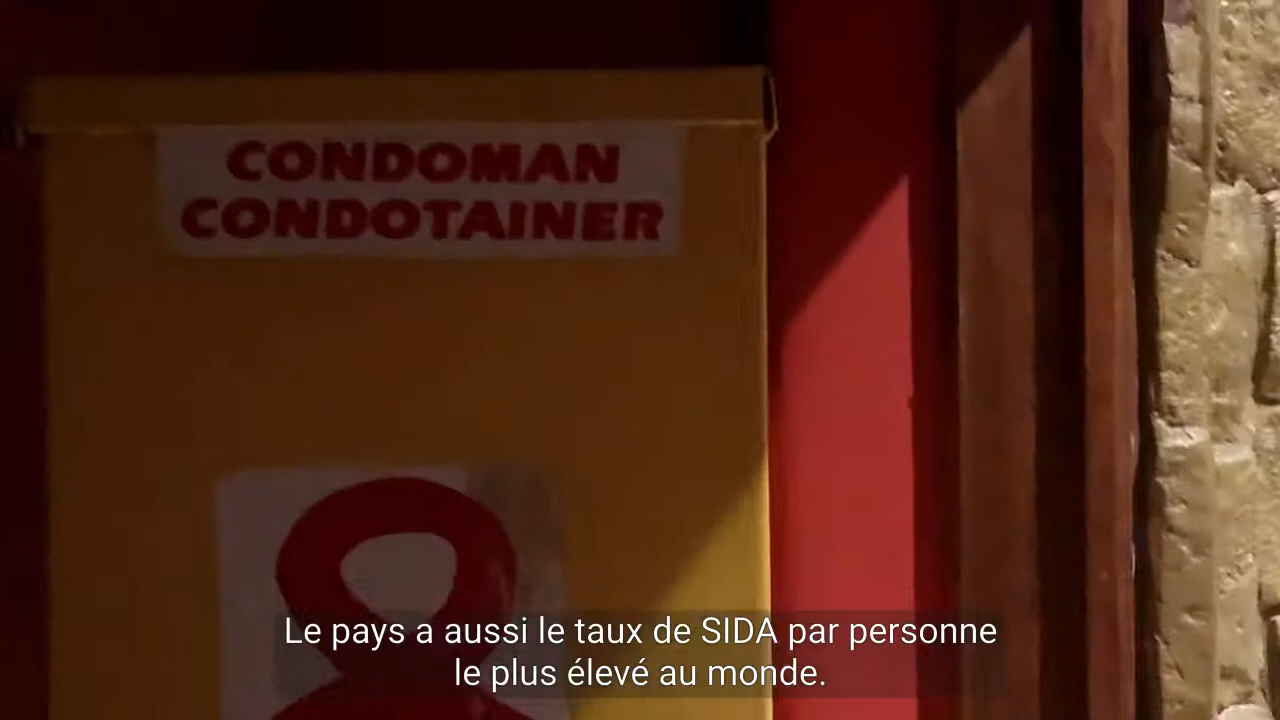 CONDOMAN
CONDOTAINER
Le pays a aussi le taux de SIDA par personne
le plus élevé au monde.